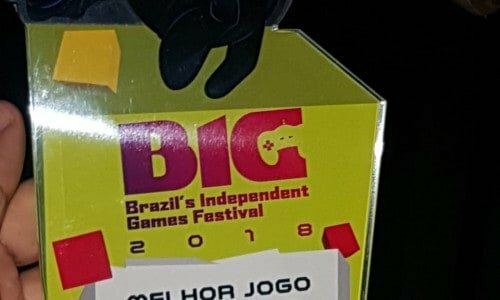 BIG
Brazil's Independent
Games Festival
2018
MELHOR JOGO